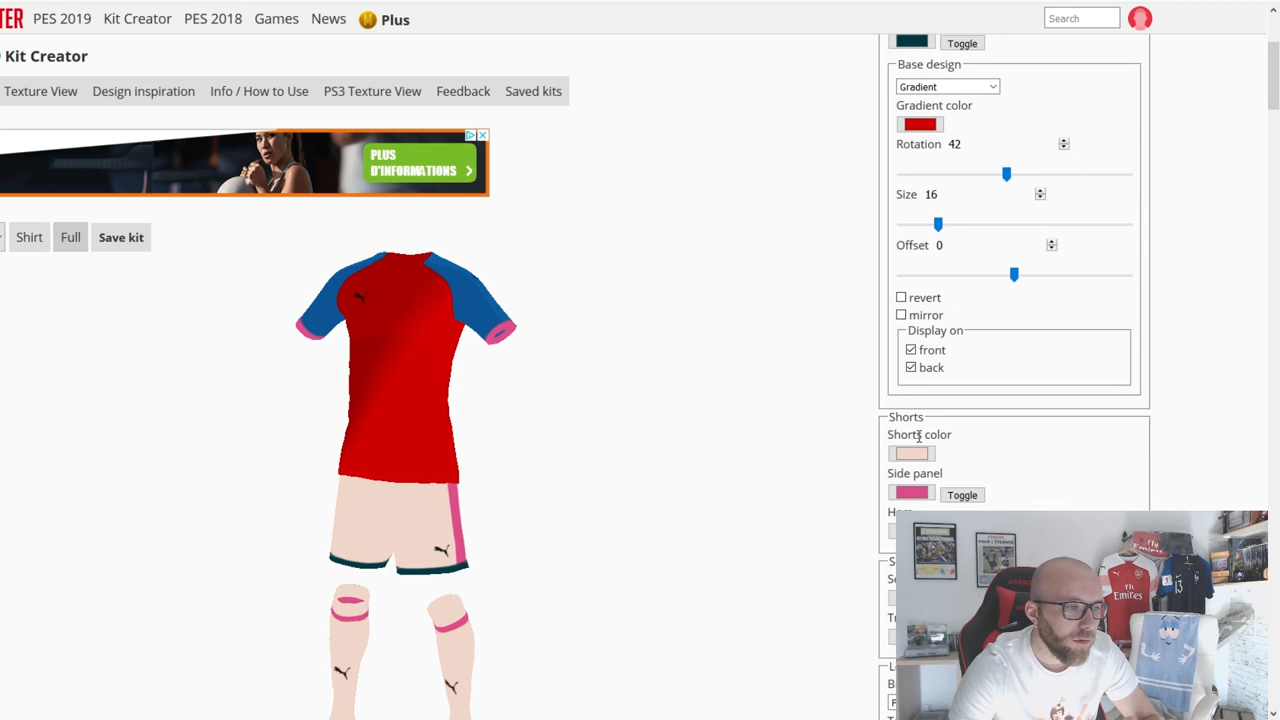 TER PES 2019 Kit Creator PES 2018 Games News Plus Search
Kit Creator
Texture View Design inspiration Info / How to Use PS3 Texture View Feedback Saved kits
PLUS
D'INFORMATIONS
Shirt Full Save kit
Toggle
Base design
Gradient
Gradient color
Rotation 42
Size 16
Offset 0
revert
mirror
Display on
front
back
Shorts
Shorts color
Side panel
Toggle
Fly
Emirates
13